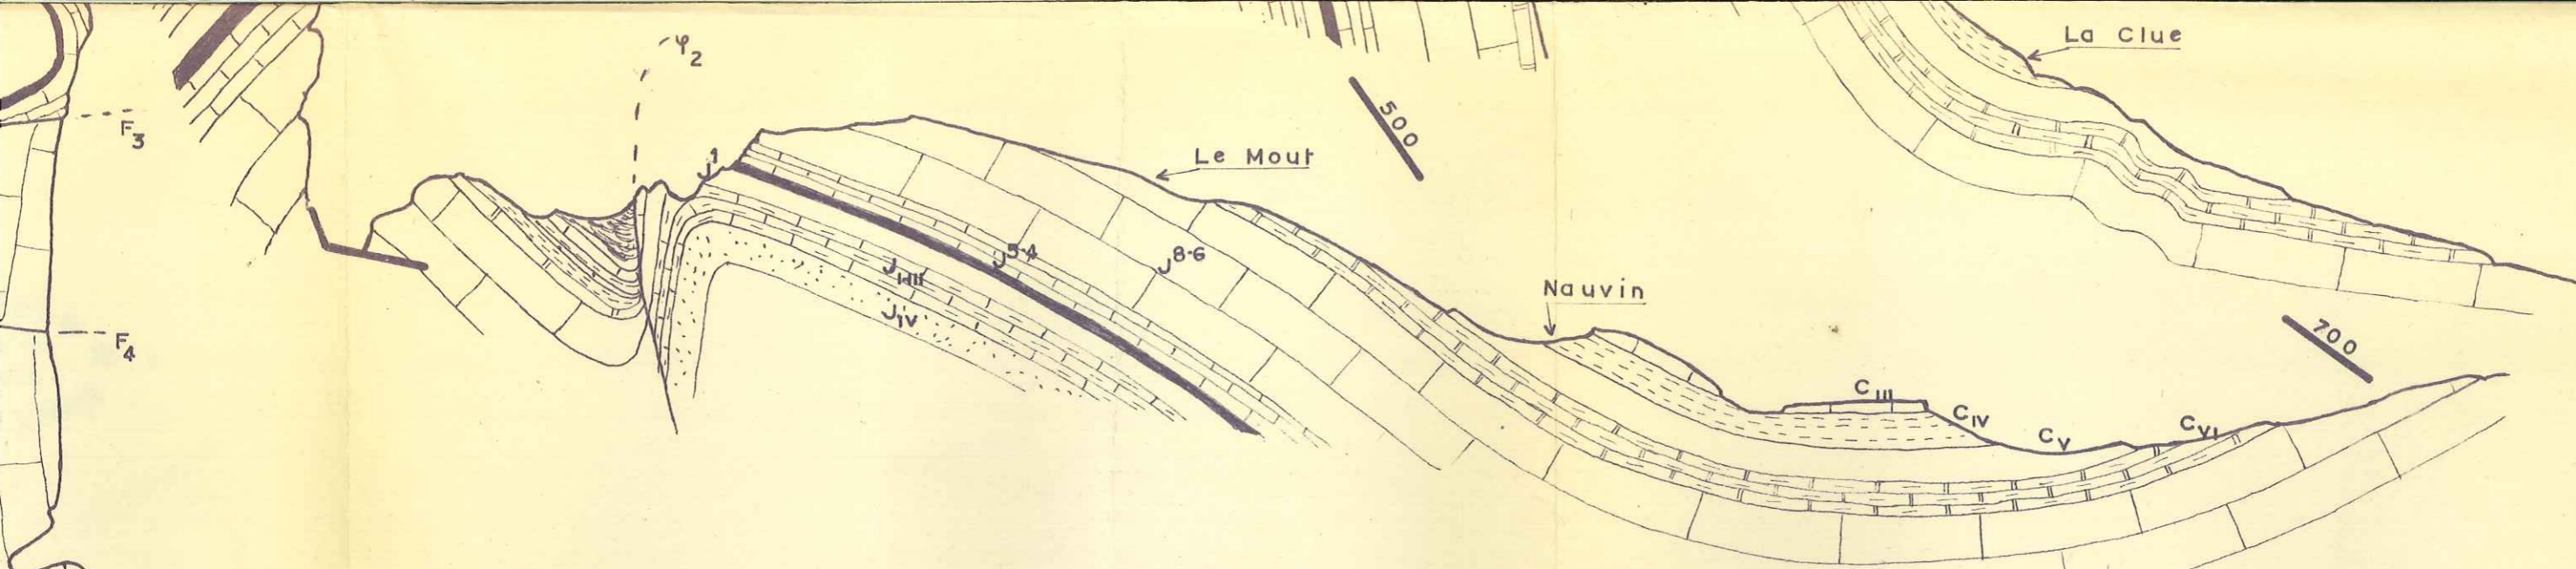 La Clue
φ2
500
F3
J1
Le Mout
J5-4
J8-6
JI-III
JIV
Nauvin
F4
700
CIII
CIV
CV
CVI